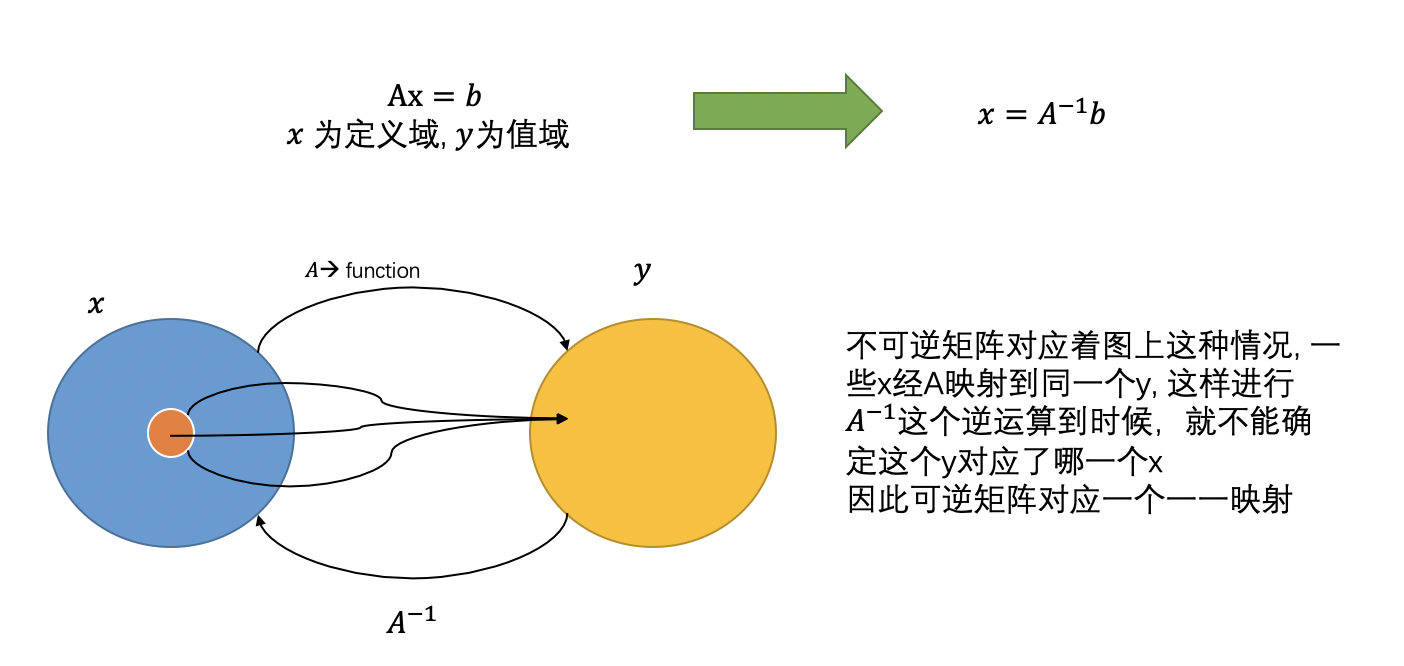 Ax = b
x 为定义域, y为值域
x = A⁻¹b
A→ function
y
x
不可逆矩阵对应着图上这种情况, 一
些x经A映射到同一个y, 这样进行
A⁻¹这个逆运算到时候，就不能确
定这个y对应了哪一个x
因此可逆矩阵对应一个一一映射
A⁻¹